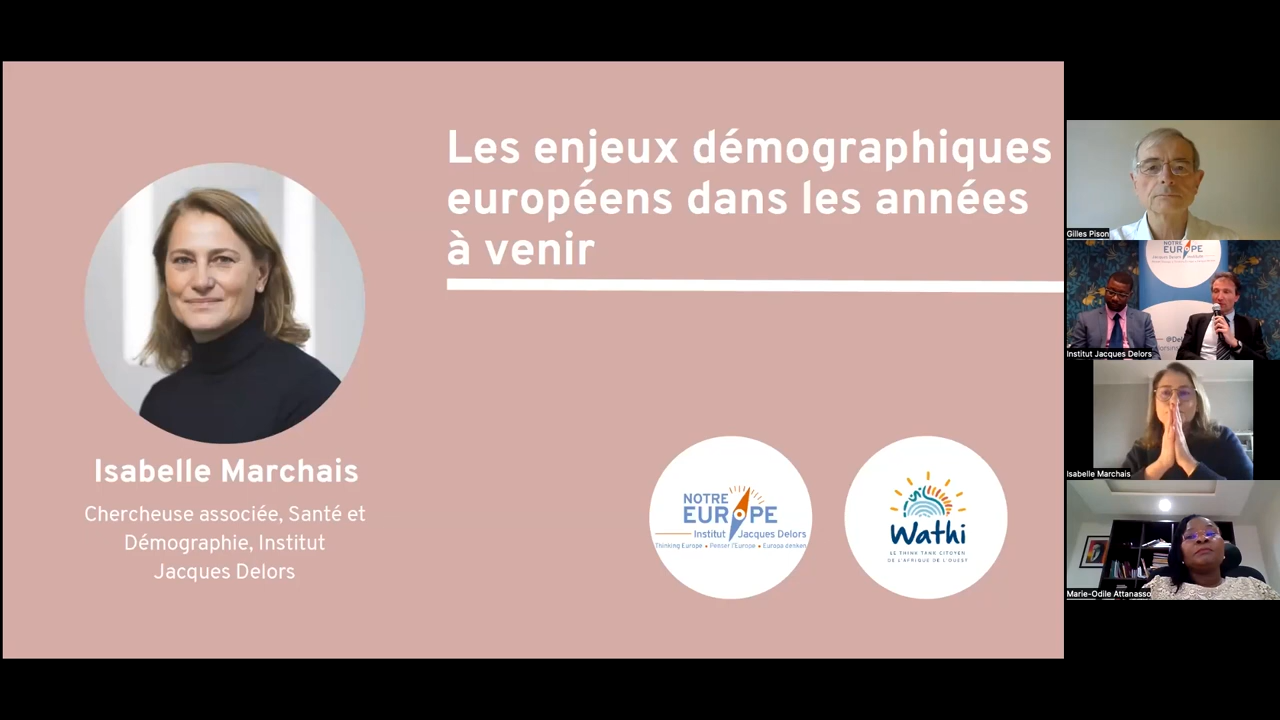 Les enjeux démographiques
européens dans les années
à venir
Isabelle Marchais
Chercheuse associée, Santé et
Démographie, Institut
Jacques Delors
NOTRE
EUROPE
Institut Jacques Delors
Thinking Europe • Penser l'Europe • Europa denken
Wathi
LE THINK TANK CITOYEN
DE L'AFRIQUE DE L'OUEST
Gilles Pison
NOTRE
EUROPE
Institut Jacques Delors
Isabelle Marchais
Marie-Odile Attanasso